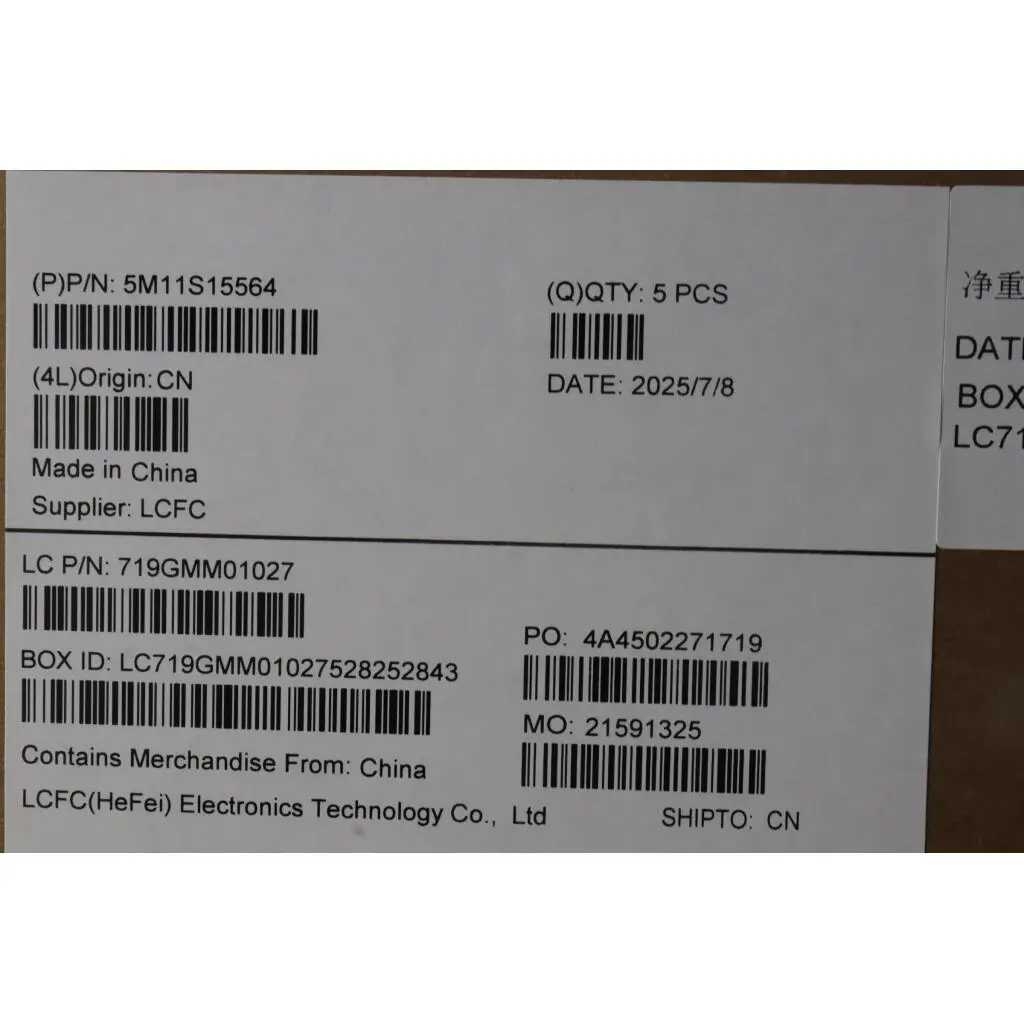 (P)P/N: 5M11S15564
(Q)QTY: 5 PCS
(4L)Origin: CN
DATE: 2025/7/8
Made in China
Supplier: LCFC
LC P/N: 719GMM01027
BOX ID: LC719GMM01027528252843
PO: 4A4502271719
MO: 21591325
Contains Merchandise From: China
LCFC(HeFei) Electronics Technology Co., Ltd
SHIPTO: CN
净重
DAT
BOX
LC71